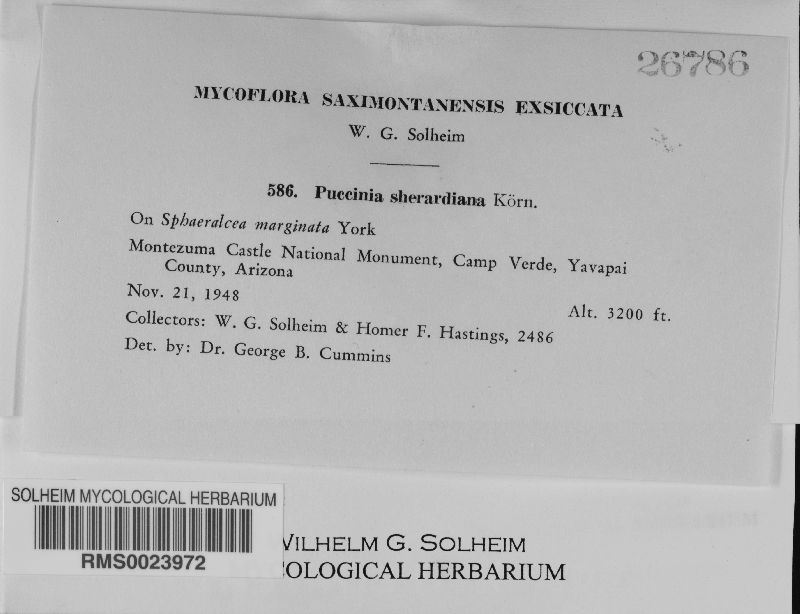 26786
MYCOFLORA SAXIMONTANENSIS EXSICCATA
W. G. Solheim
586. Puccinia sherardiana Körn.
On Sphaeralcea marginata York
Montezuma Castle National Monument, Camp Verde, Yavapai
County, Arizona
Nov. 21, 1948
Alt. 3200 ft.
Collectors: W. G. Solheim & Homer F. Hastings, 2486
Det. by: Dr. George B. Cummins
SOLHEIM MYCOLOGICAL HERBARIUM
RMS0023972
WILHELM G. SOLHEIM
COLOGICAL HERBARIUM